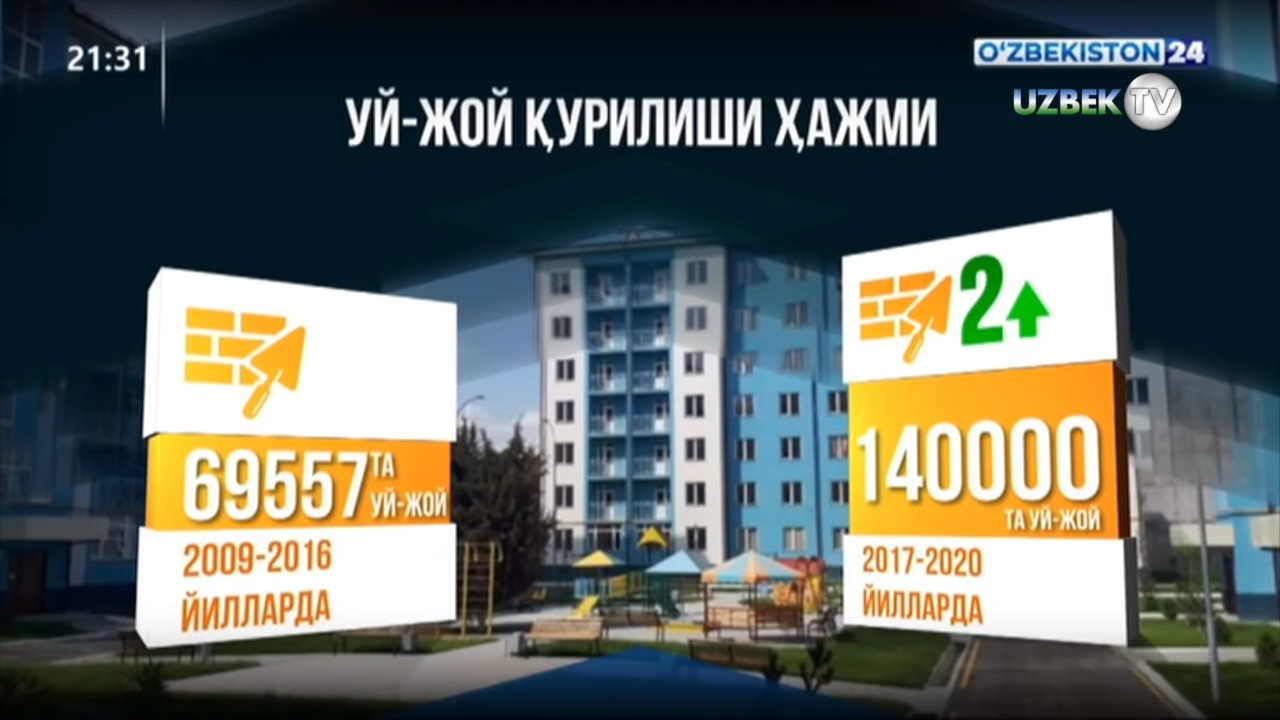 21:31
O‘ZBEKISTON 24
UZBEK TV
УЙ-ЖОЙ ҚУРИЛИШИ ҲАЖМИ
69557 ТА
УЙ-ЖОЙ
2009-2016
ЙИЛЛАРДА
2
140000
ТА УЙ-ЖОЙ
2017-2020
ЙИЛЛАРДА